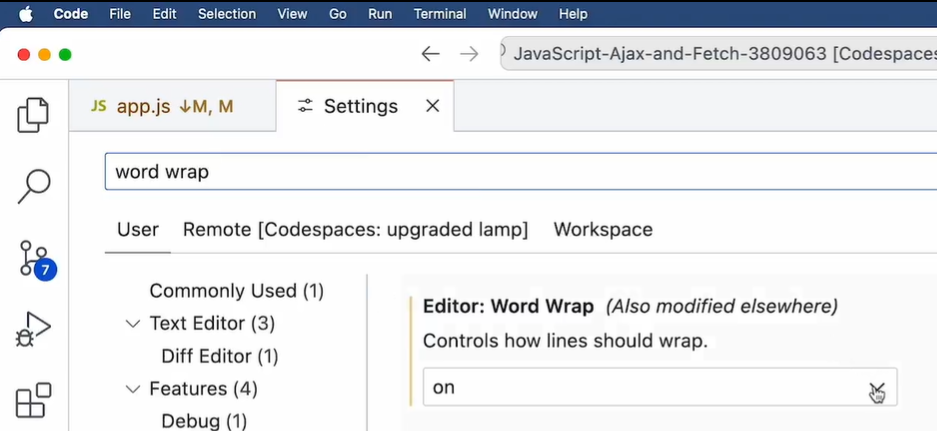 Code File Edit Selection View Go Run Terminal Window Help
JavaScript-Ajax-and-Fetch-3809063 [Codespaces
JS app.js ↓M, M Settings
word wrap
User Remote [Codespaces: upgraded lamp] Workspace
7
Commonly Used (1)
Text Editor (3)
Diff Editor (1)
Features (4)
Debug (1)
Editor: Word Wrap (Also modified elsewhere)
Controls how lines should wrap.
on